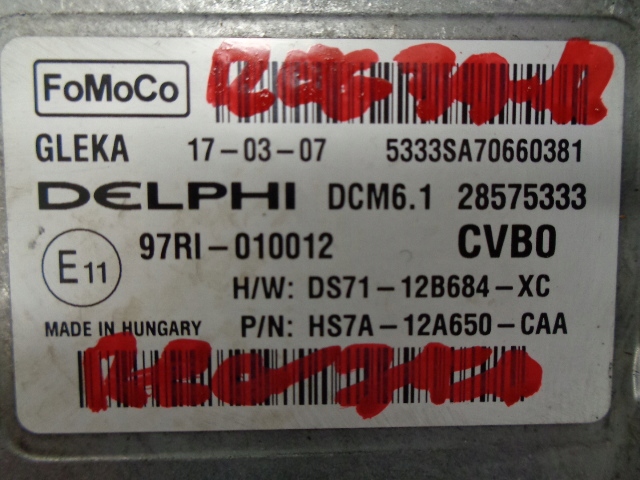 FoMoCo
GLEKA 17-03-07 5333SA70660381
DELPHI DCM6.1 28575333
97RI-010012 CVB0
E11
H/W: DS71-12B684-XC
MADE IN HUNGARY P/N: HS7A-12A650-CAA